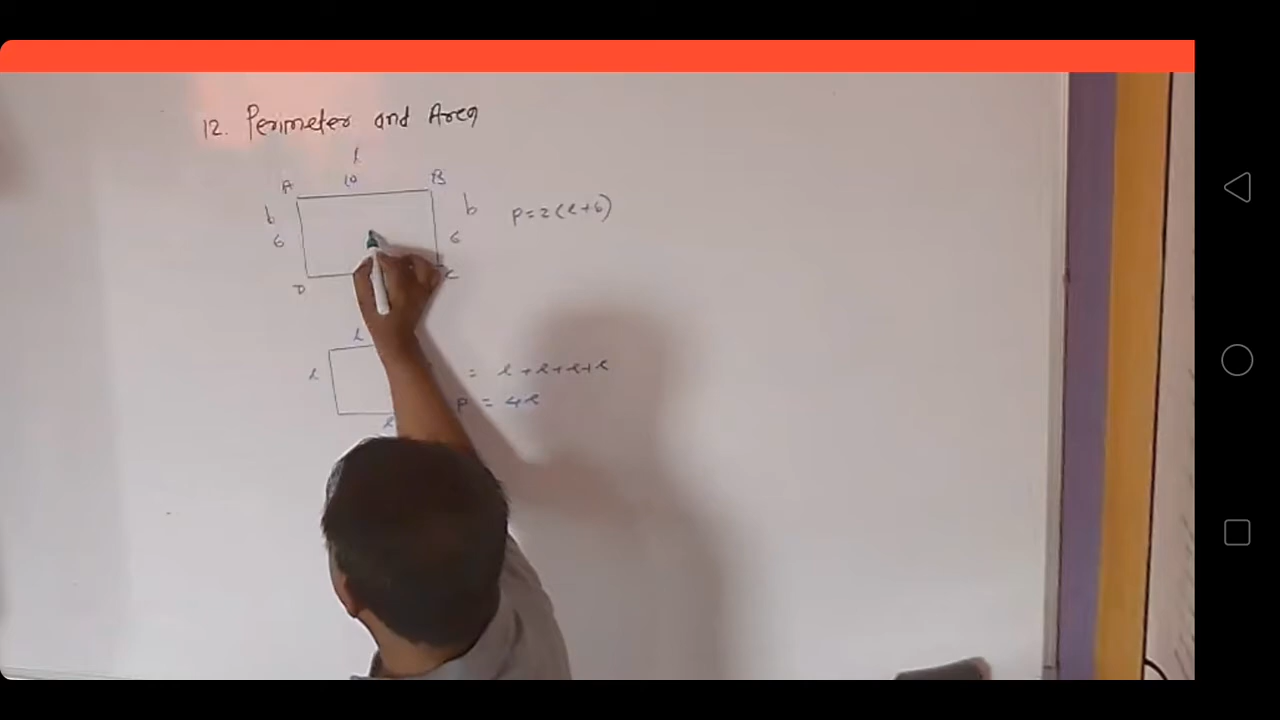 12. Perimeter and Area
l
A 10 B
b b
6 6
P=2(l+b)
D C
l
l = l+l+l+l
P = 4l
l